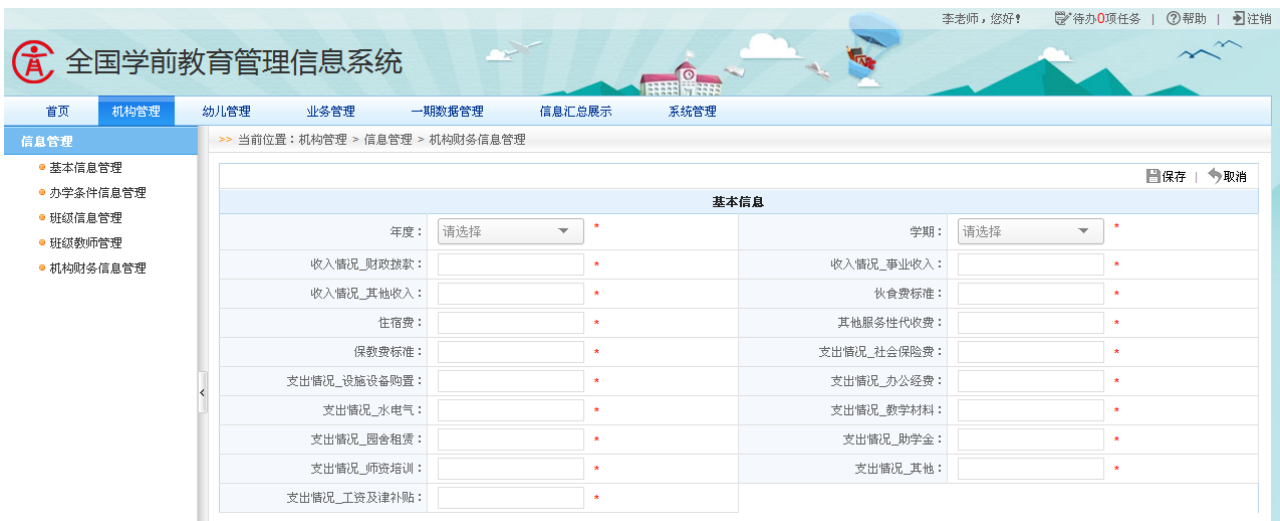 李老师，您好！ 待办0项任务 | 帮助 | 注销
全国学前教育管理信息系统
首页 机构管理 幼儿管理 业务管理 一期数据管理 信息汇总展示 系统管理
信息管理
基本信息管理
办学条件信息管理
班级信息管理
班级教师管理
机构财务信息管理
>> 当前位置：机构管理 > 信息管理 > 机构财务信息管理
保存 | 取消
基本信息
年度： 请选择 * 学期： 请选择 *
收入情况_财政拨款： * 收入情况_事业收入： *
收入情况_其他收入： * 伙食费标准： *
住宿费： * 其他服务性代收费： *
保教费标准： * 支出情况_社会保险费： *
支出情况_设施设备购置： * 支出情况_办公经费： *
支出情况_水电气： * 支出情况_教学材料： *
支出情况_园舍租赁： * 支出情况_助学金： *
支出情况_师资培训： * 支出情况_其他： *
支出情况_工资及津补贴： *